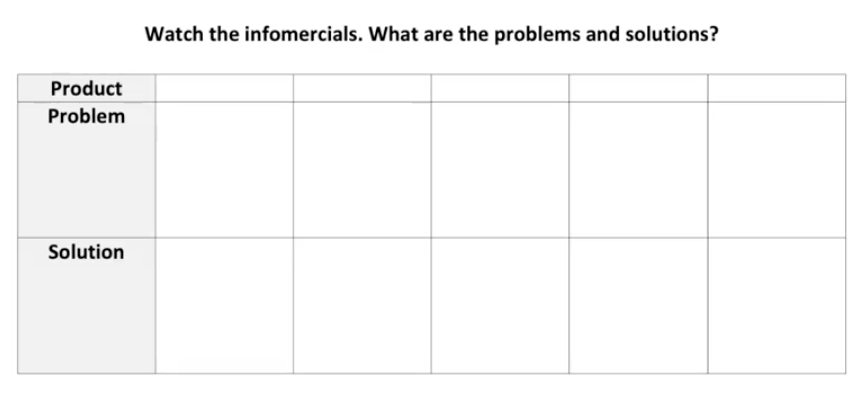 Watch the infomercials. What are the problems and solutions?
Product
Problem
Solution